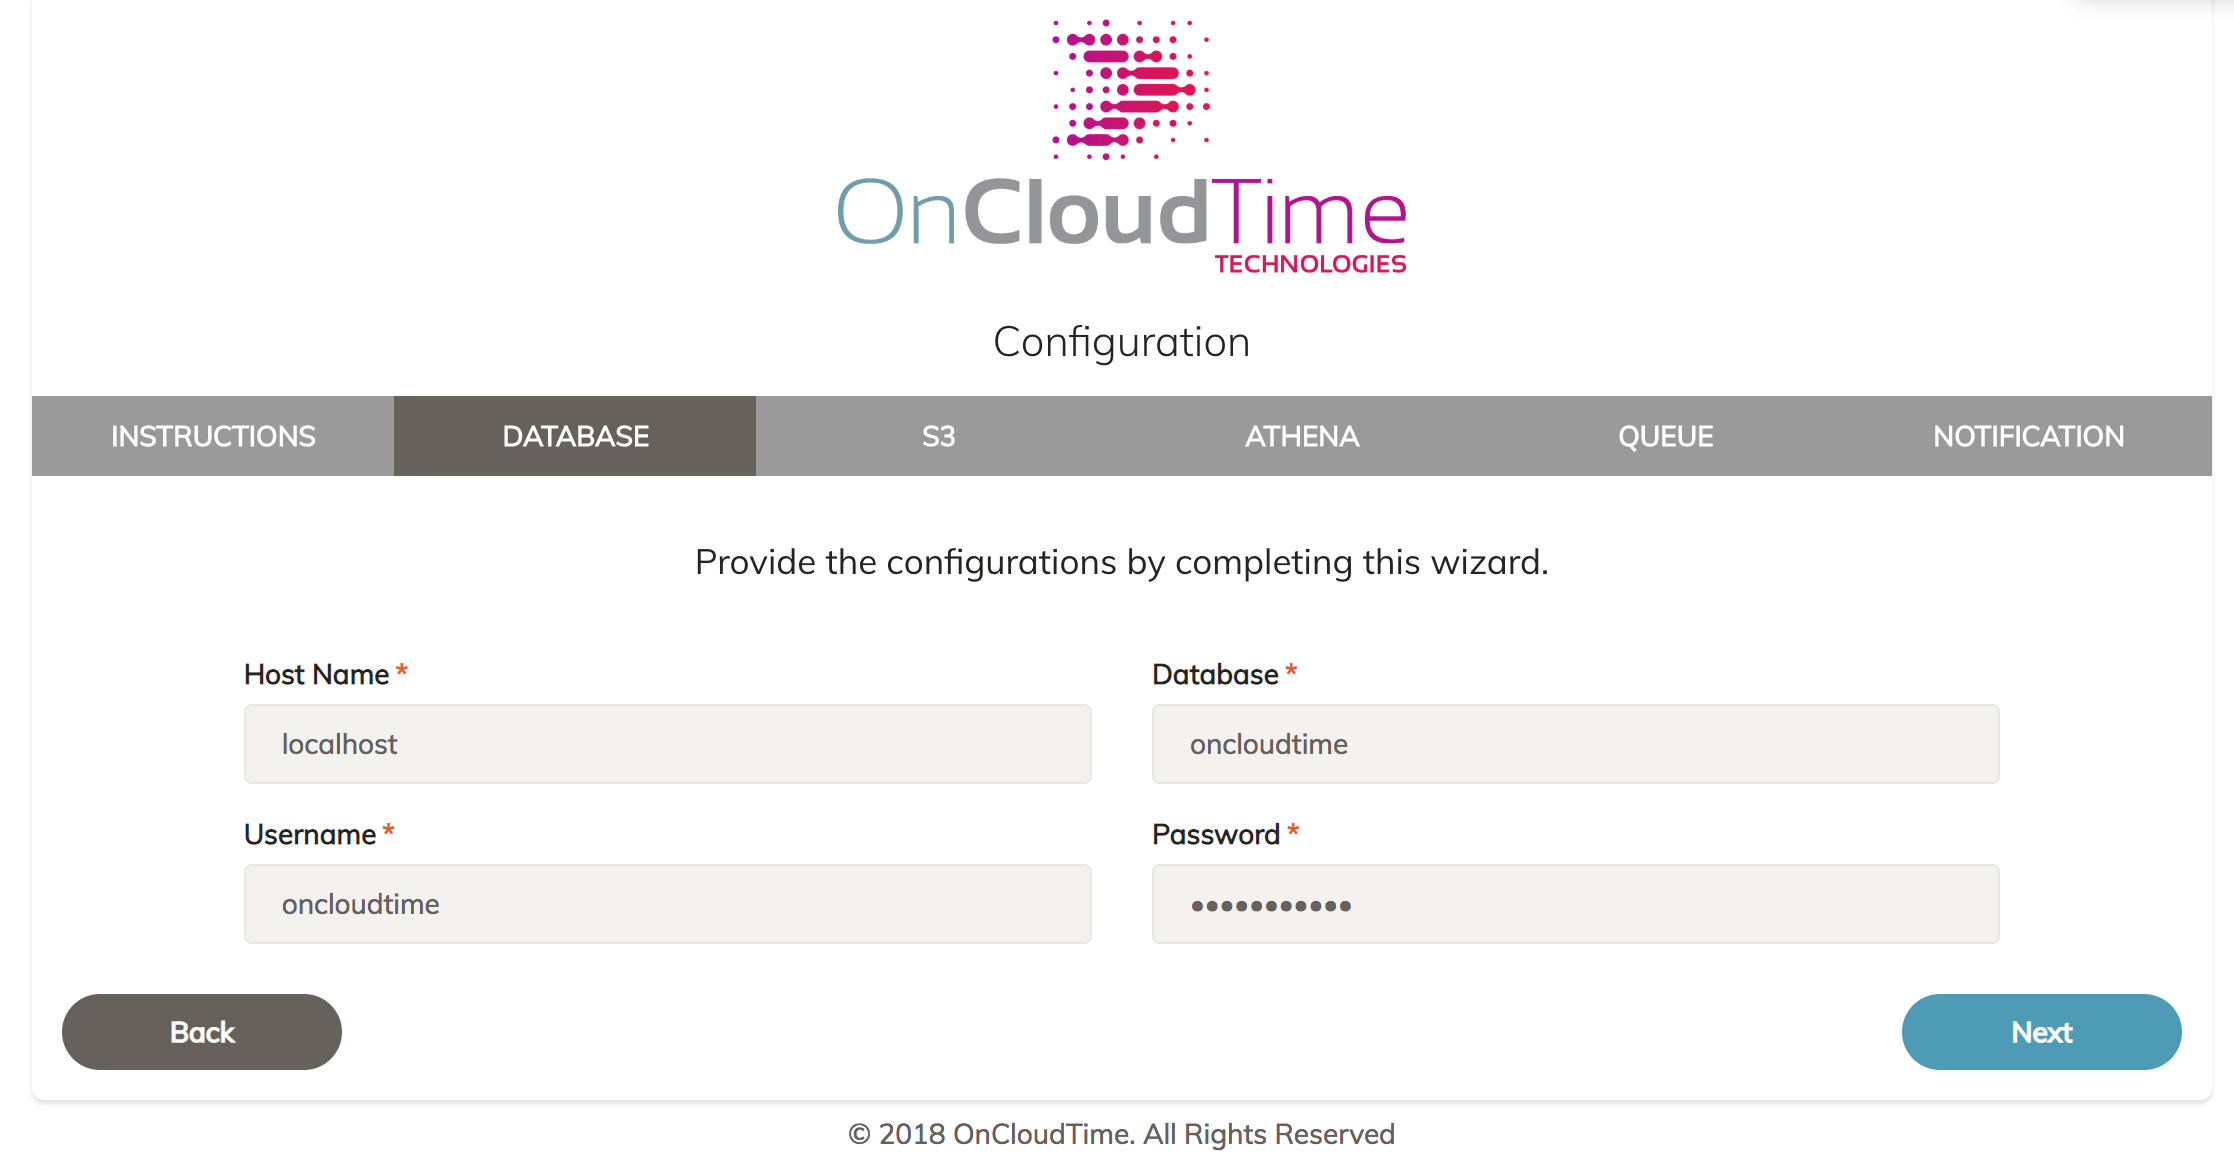 OnCloudTime
TECHNOLOGIES
Configuration
INSTRUCTIONS DATABASE S3 ATHENA QUEUE NOTIFICATION
Provide the configurations by completing this wizard.
Host Name * Database *
localhost oncloudtime
Username * Password *
oncloudtime •••••••••••
Back Next
© 2018 OnCloudTime. All Rights Reserved